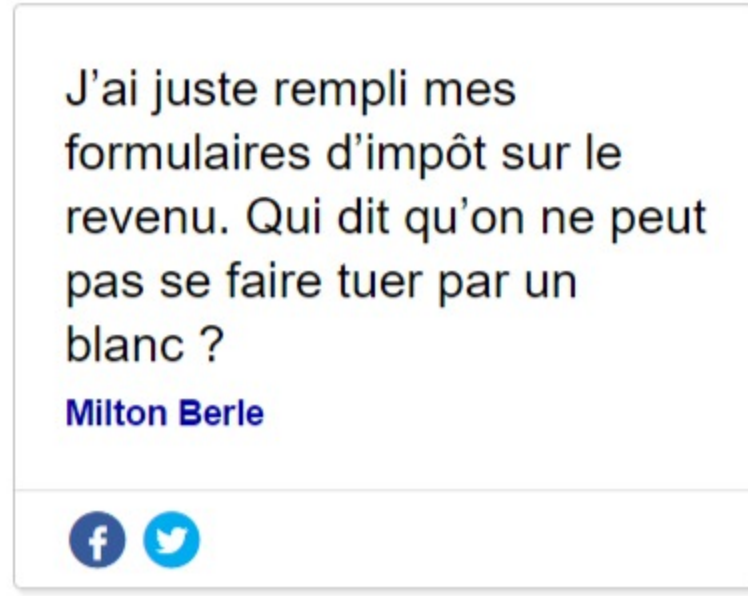 J’ai juste rempli mes
formulaires d’impôt sur le
revenu. Qui dit qu’on ne peut
pas se faire tuer par un
blanc ?
Milton Berle